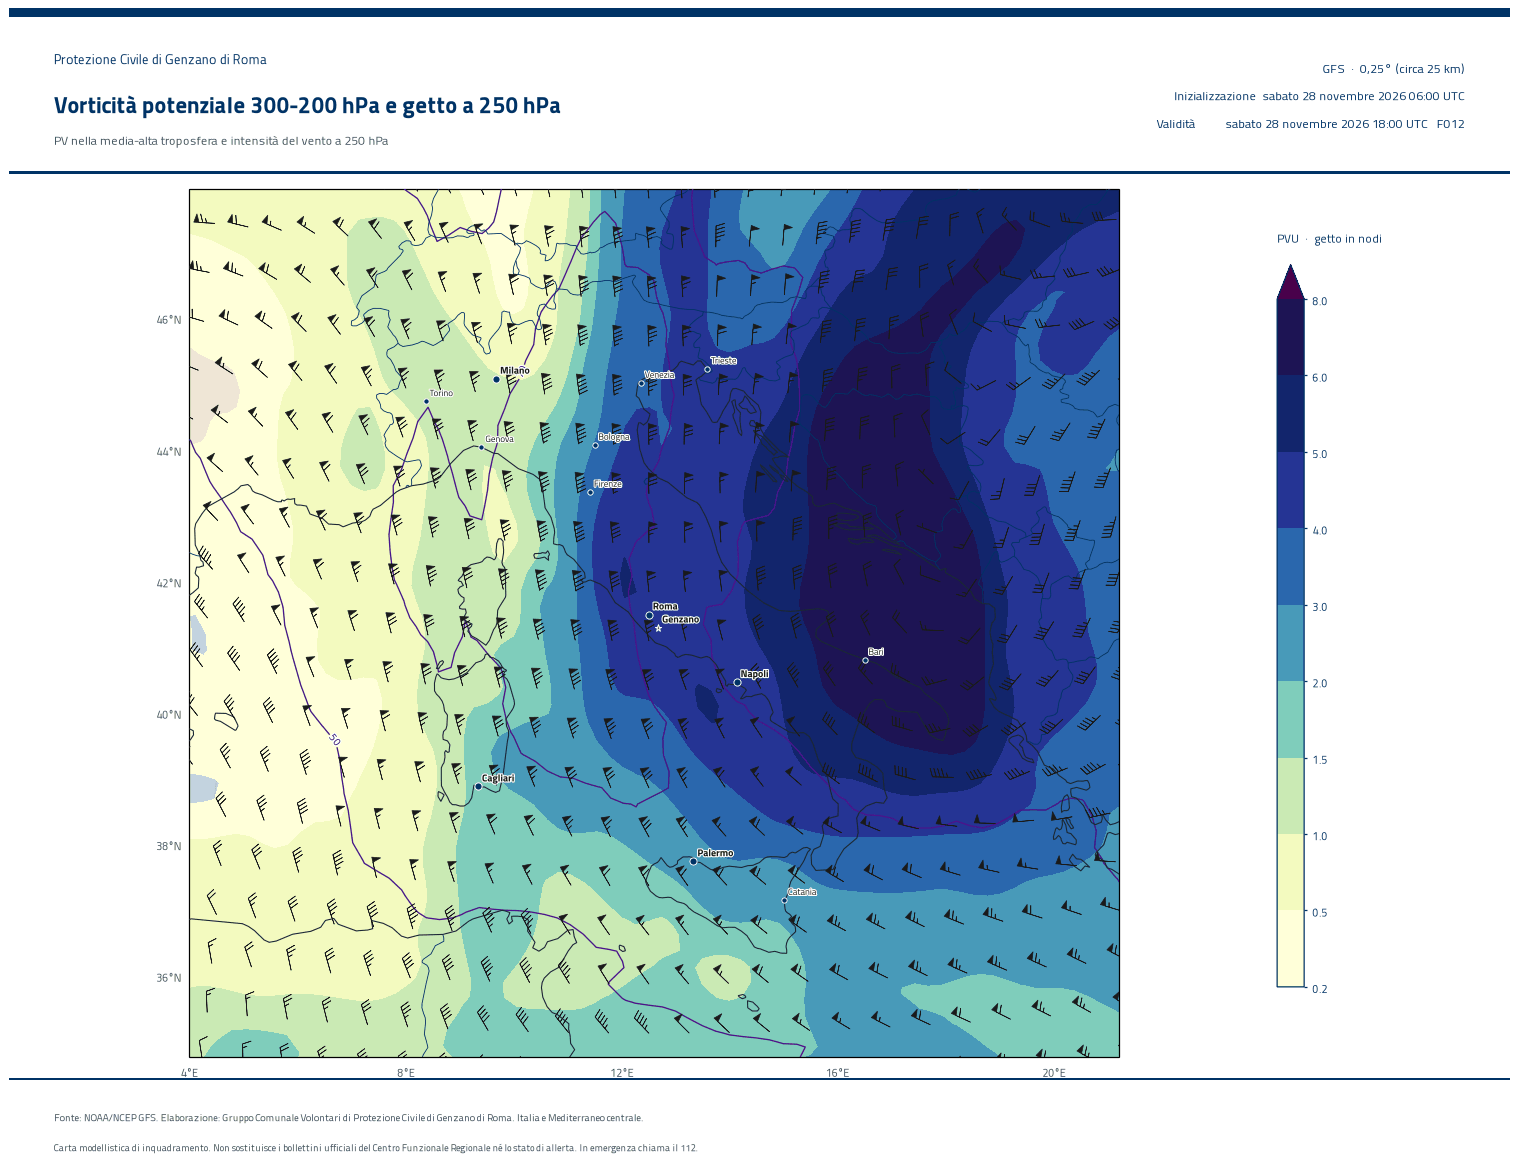 Protezione Civile di Genzano di Roma
Vorticità potenziale 300-200 hPa e getto a 250 hPa
PV nella media-alta troposfera e intensità del vento a 250 hPa
GFS · 0,25° (circa 25 km)
Inizializzazione sabato 28 novembre 2026 06:00 UTC
Validità sabato 28 novembre 2026 18:00 UTC F012
PVU · getto in nodi
8.0
6.0
5.0
4.0
3.0
2.0
1.5
1.0
0.5
0.2
46°N
44°N
42°N
40°N
38°N
36°N
4°E
8°E
12°E
16°E
20°E
Milano
Torino
Venezia
Trieste
Genova
Bologna
Firenze
Roma
Genzano
Bari
Napoli
Cagliari
Palermo
Catania
50
Fonte: NOAA/NCEP GFS. Elaborazione: Gruppo Comunale Volontari di Protezione Civile di Genzano di Roma. Italia e Mediterraneo centrale.
Carta modellistica di inquadramento. Non sostituisce i bollettini ufficiali del Centro Funzionale Regionale né lo stato di allerta. In emergenza chiama il 112.